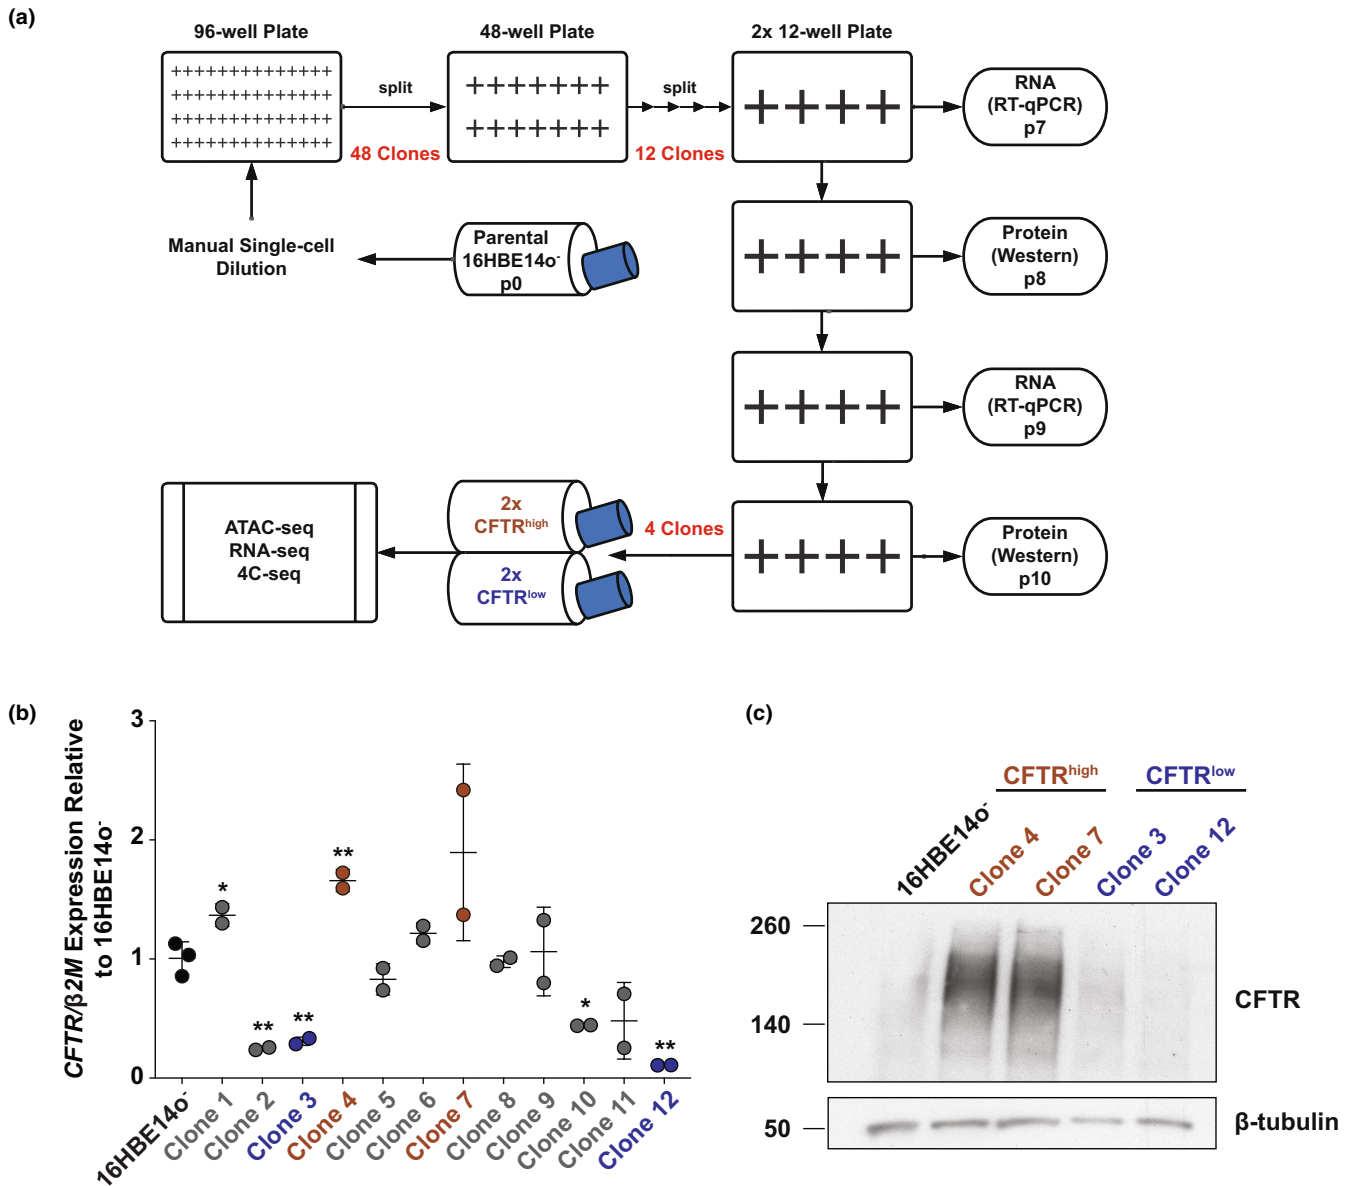 (a)
96-well Plate
48-well Plate
2x 12-well Plate
split
split
48 Clones
12 Clones
RNA
(RT-qPCR)
p7
Manual Single-cell
Dilution
Parental
16HBE14o-
p0
Protein
(Western)
p8
RNA
(RT-qPCR)
p9
ATAC-seq
RNA-seq
4C-seq
2x
CFTRhigh
2x
CFTRlow
4 Clones
Protein
(Western)
p10
(b)
CFTR/β2M Expression Relative
to 16HBE14o-
3
2
1
0
*
**
**
**
*
**
16HBE14o-
Clone 1
Clone 2
Clone 3
Clone 4
Clone 5
Clone 6
Clone 7
Clone 8
Clone 9
Clone 10
Clone 11
Clone 12
(c)
CFTRhigh
CFTRlow
16HBE14o-
Clone 4
Clone 7
Clone 3
Clone 12
260
140
CFTR
50
β-tubulin